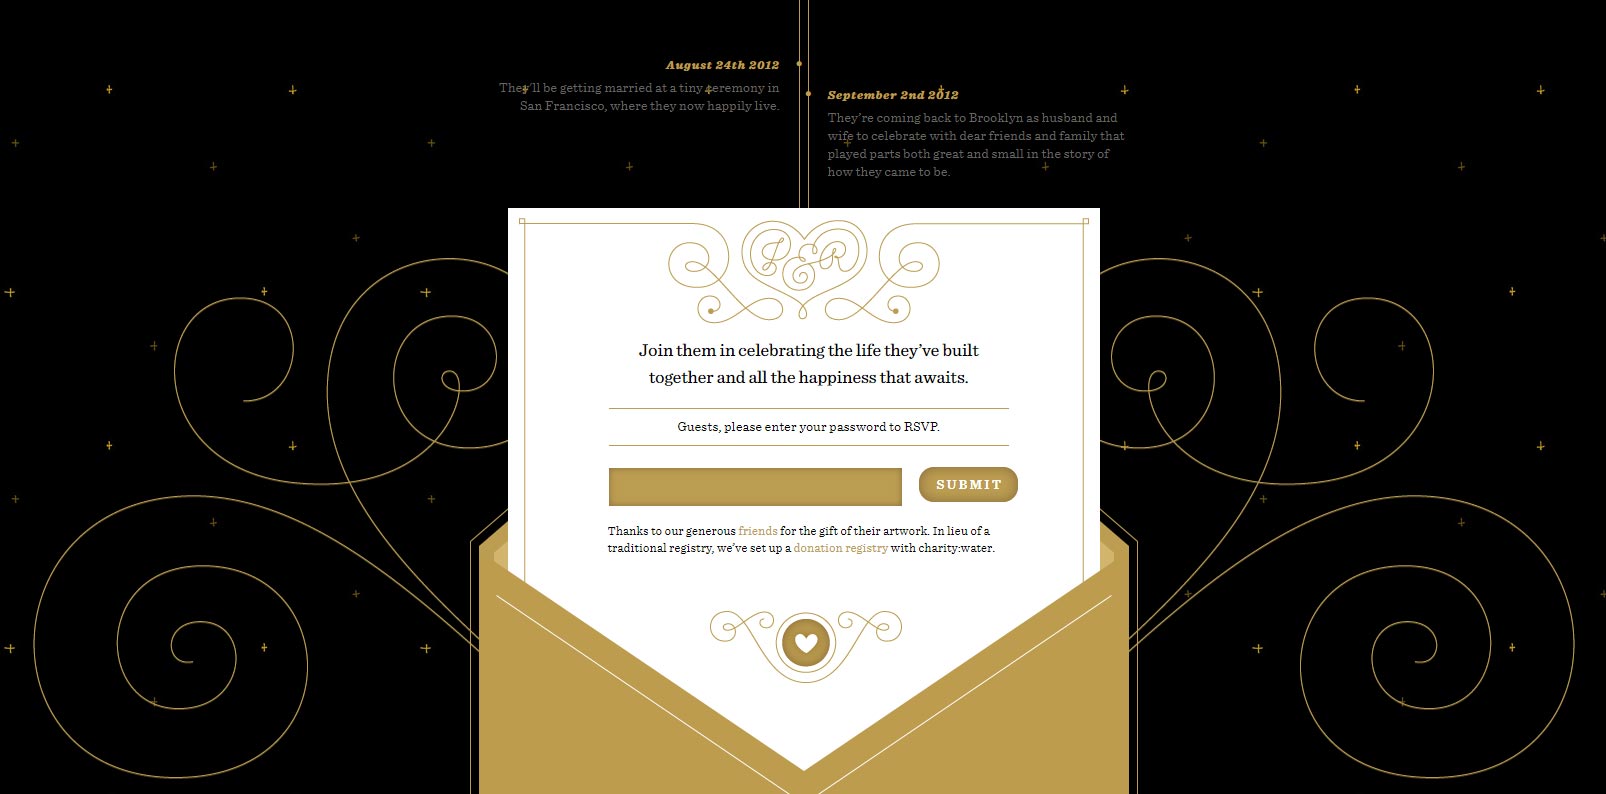 August 24th 2012
They'll be getting married at a tiny ceremony in
San Francisco, where they now happily live.
September 2nd 2012
They're coming back to Brooklyn as husband and
wife to celebrate with dear friends and family that
played parts both great and small in the story of
how they came to be.
J&R
Join them in celebrating the life they've built
together and all the happiness that awaits.
Guests, please enter your password to RSVP.
SUBMIT
Thanks to our generous friends for the gift of their artwork. In lieu of a
traditional registry, we've set up a donation registry with charity:water.